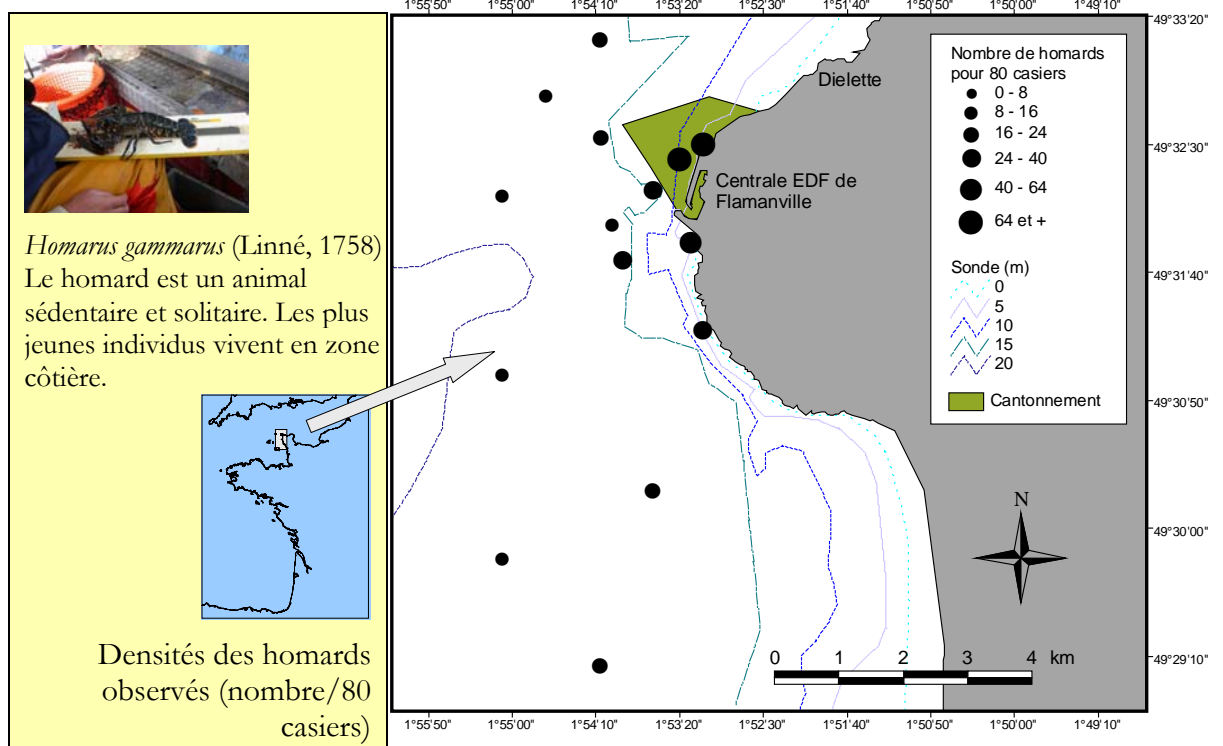 Homarus gammarus (Linné, 1758)
Le homard est un animal
sédentaire et solitaire. Les plus
jeunes individus vivent en zone
côtière.
Densités des homards
observés (nombre/80
casiers)
1°55'50" 1°55'00" 1°54'10" 1°53'20" 1°52'30" 1°51'40" 1°50'50" 1°50'00" 1°49'10"
49°33'20"
49°32'30"
49°31'40"
49°30'50"
49°30'00"
49°29'10"
Dielette
Centrale EDF de
Flamanville
Nombre de homards
pour 80 casiers
0 - 8
8 - 16
16 - 24
24 - 40
40 - 64
64 et +
Sonde (m)
0
5
10
15
20
Cantonnement
N
0 1 2 3 4 km
1°55'50" 1°55'00" 1°54'10" 1°53'20" 1°52'30" 1°51'40" 1°50'50" 1°50'00" 1°49'10"